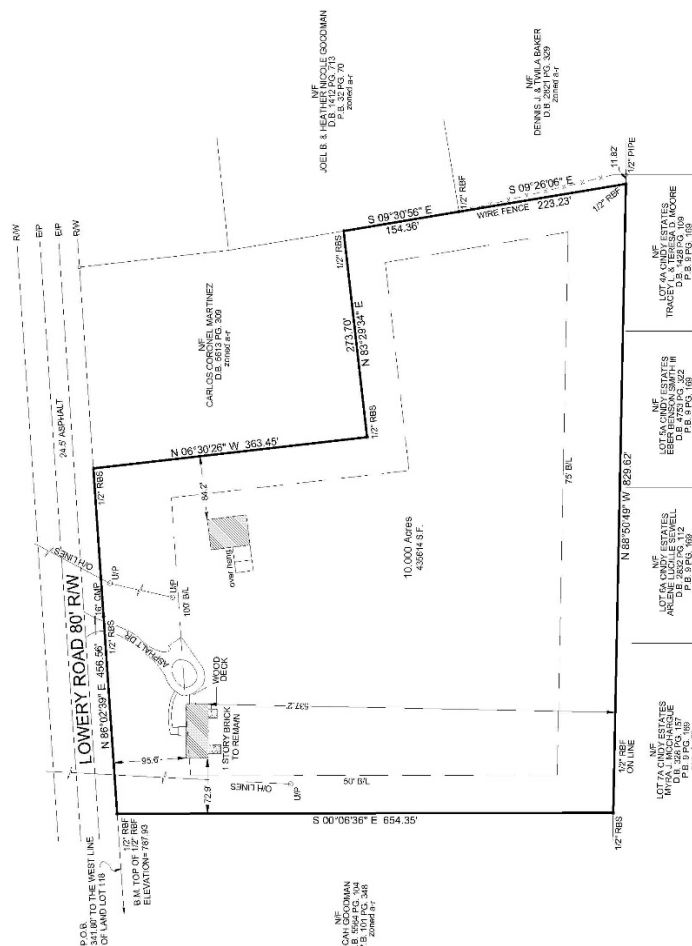 R/W
E/P
E/P
R/W
24.5' ASPHALT
LOWERY ROAD 80' R/W
P.O.B.
341.80' TO THE WEST LINE
OF LAND LOT 118
1/2" RBF
B.M. TOP OF 1/2" RBF
ELEVATION= 787.93
N 86°02'39" E 456.56'
CMP
1/2" RBS
1/2" RBS
O/H LINES
U/P
U/P
ASPHALT DR
100' B/L
N/F
CARLOS CORONEL MARTINEZ
D.B. 6613 PG. 309
zoned a-r
N/F
JOEL B. & HEATHER NICOLE GOODMAN
D.B. 1412 PG. 713
P.B. 32 PG. 70
zoned a-r
N/F
DENNIS J. & TWILA BAKER
D.B. 2821 PG. 329
zoned a-r
N 06°30'26" W 363.45'
84.2'
over hang
1/2" RBS
273.70'
N 83°29'34" E
1/2" RBS
S 09°30'56" E
154.36'
1/2" RBF
S 09°26'06" E
WIRE FENCE 223.23'
1/2" RBF
11.82'
1/2" PIPE
95.6'
72.9'
1 STORY BRICK
TO REMAIN
WOOD
DECK
O/H LINES
U/P
50' B/L
537.2'
10.000 Acres
435614 S.F.
75' B/L
S 00°06'36" E 654.35'
N/F
CAH GOODMAN
.B. 5564 PG. 104
.B. 101 PG. 348
zoned a-r
1/2" RBS
1/2" RBF
ON LINE
N 88°50'49" W 829.62'
N/F
LOT 7A CINDY ESTATES
MYRA J. MCCHARGUE
D.B. 328 PG. 157
P.B. 9 PG. 169
N/F
LOT 6A CINDY ESTATES
ARLENE LUCILLE SEWELL
D.B. 2832 PG. 112
P.B. 9 PG. 169
N/F
LOT 5A CINDY ESTATES
EBER BENSON SMITH III
D.B. 4753 PG. 322
P.B. 9 PG. 169
N/F
LOT 4A CINDY ESTATES
TRACEY L. & TERESA D. MOORE
D.B. 1428 PG. 109
P.B. 9 PG. 169